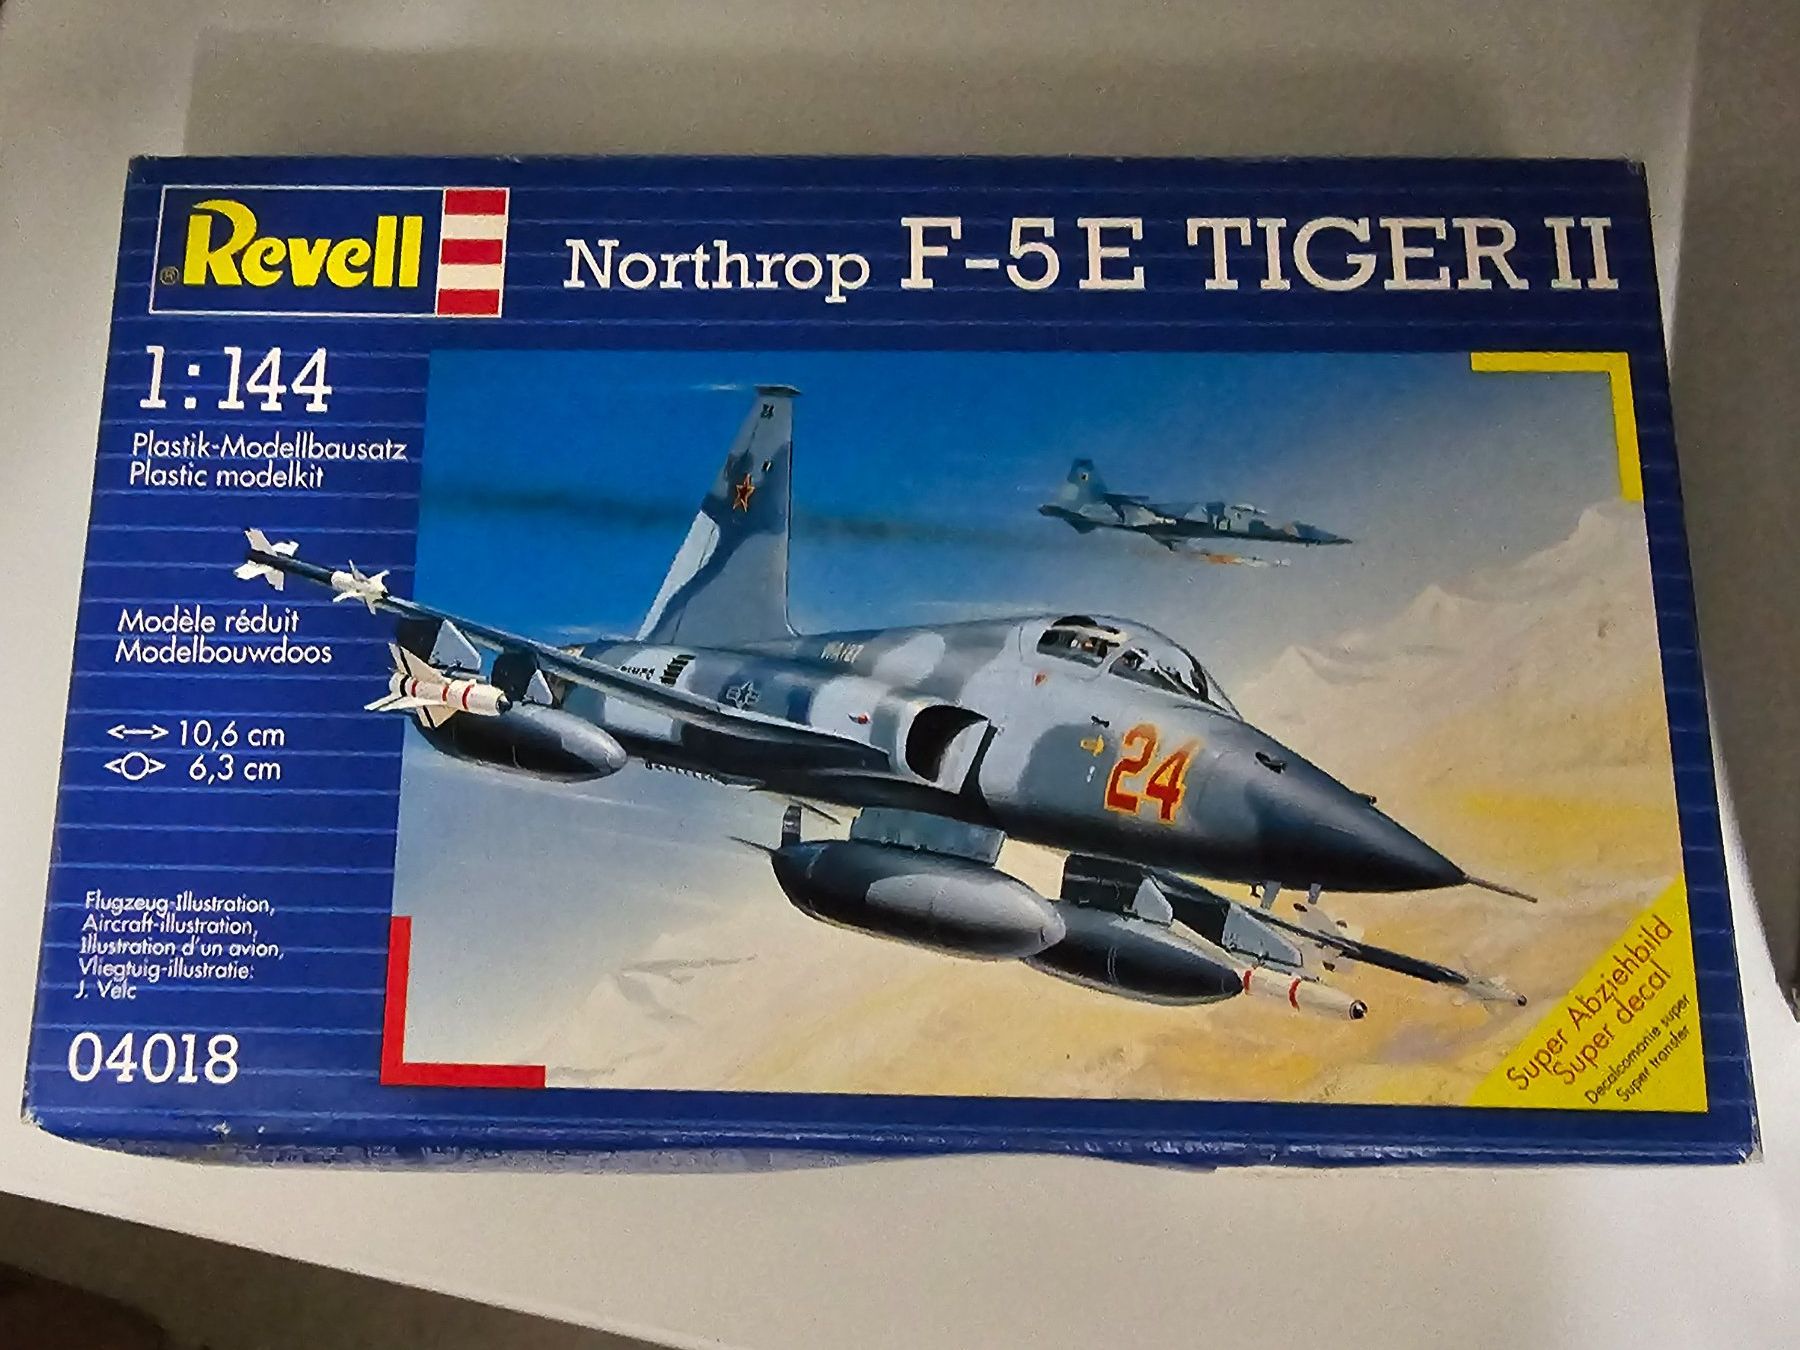 Revell
®
Northrop F-5E TIGER II
1:144
Plastik-Modellbausatz
Plastic modelkit
Modèle réduit
Modelbouwdoos
10,6 cm
6,3 cm
24
Flugzeug-Illustration,
Aircraft-illustration,
Illustration d'un avion,
Vliegtuig-illustratie:
J. Velc
04018
Super Abziehbild
Super decal
Decalcomanie super
Super transfer